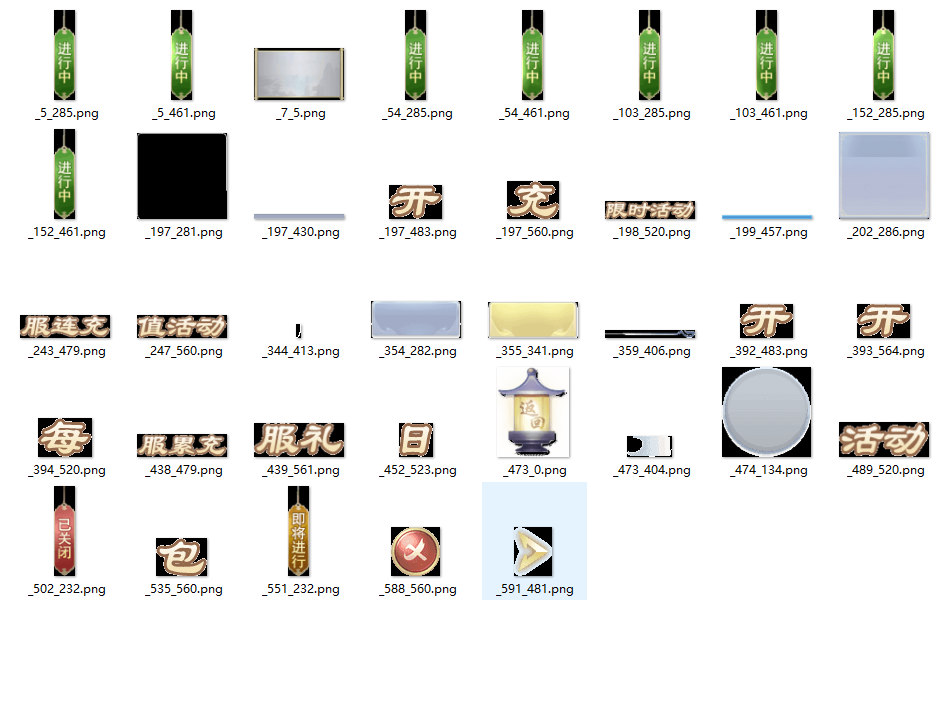 进行中
进行中
进行中
进行中
进行中
进行中
进行中
_5_285.png
_5_461.png
_7_5.png
_54_285.png
_54_461.png
_103_285.png
_103_461.png
_152_285.png
进行中
开
充
限时活动
_152_461.png
_197_281.png
_197_430.png
_197_483.png
_197_560.png
_198_520.png
_199_457.png
_202_286.png
服连充
值活动
开
开
_243_479.png
_247_560.png
_344_413.png
_354_282.png
_355_341.png
_359_406.png
_392_483.png
_393_564.png
每
服累充
服礼
日
返回
活动
_394_520.png
_438_479.png
_439_561.png
_452_523.png
_473_0.png
_473_404.png
_474_134.png
_489_520.png
已关闭
包
即将进行
_502_232.png
_535_560.png
_551_232.png
_588_560.png
_591_481.png